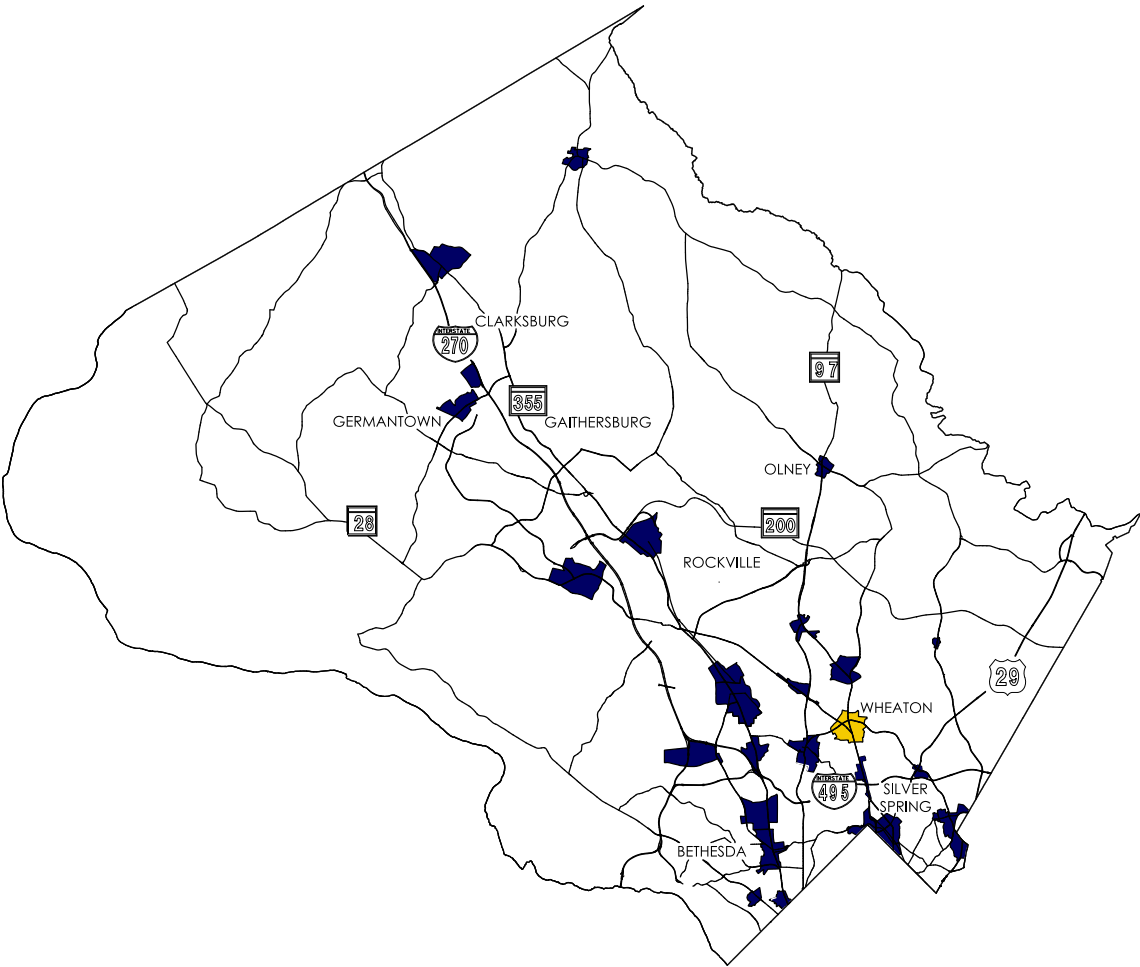 CLARKSBURG
INTERSTATE
270
97
355
GERMANTOWN
GAITHERSBURG
OLNEY
28
200
ROCKVILLE
29
WHEATON
INTERSTATE
495
SILVER
SPRING
BETHESDA